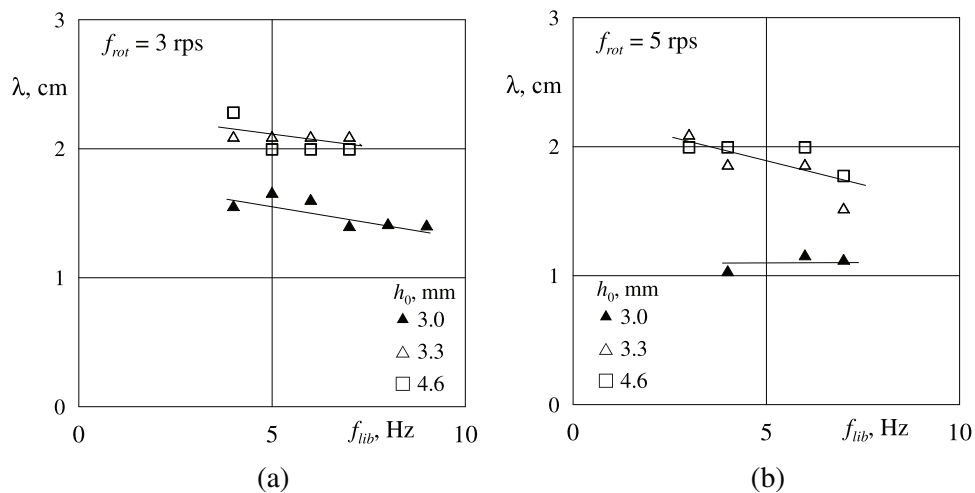 3
f_rot = 3 rps
λ, cm
2
1
h_0, mm
▲ 3.0
△ 3.3
□ 4.6
0
0
5
f_lib, Hz
10
(a)
3
f_rot = 5 rps
λ, cm
2
1
h_0, mm
▲ 3.0
△ 3.3
□ 4.6
0
0
5
f_lib, Hz
10
(b)